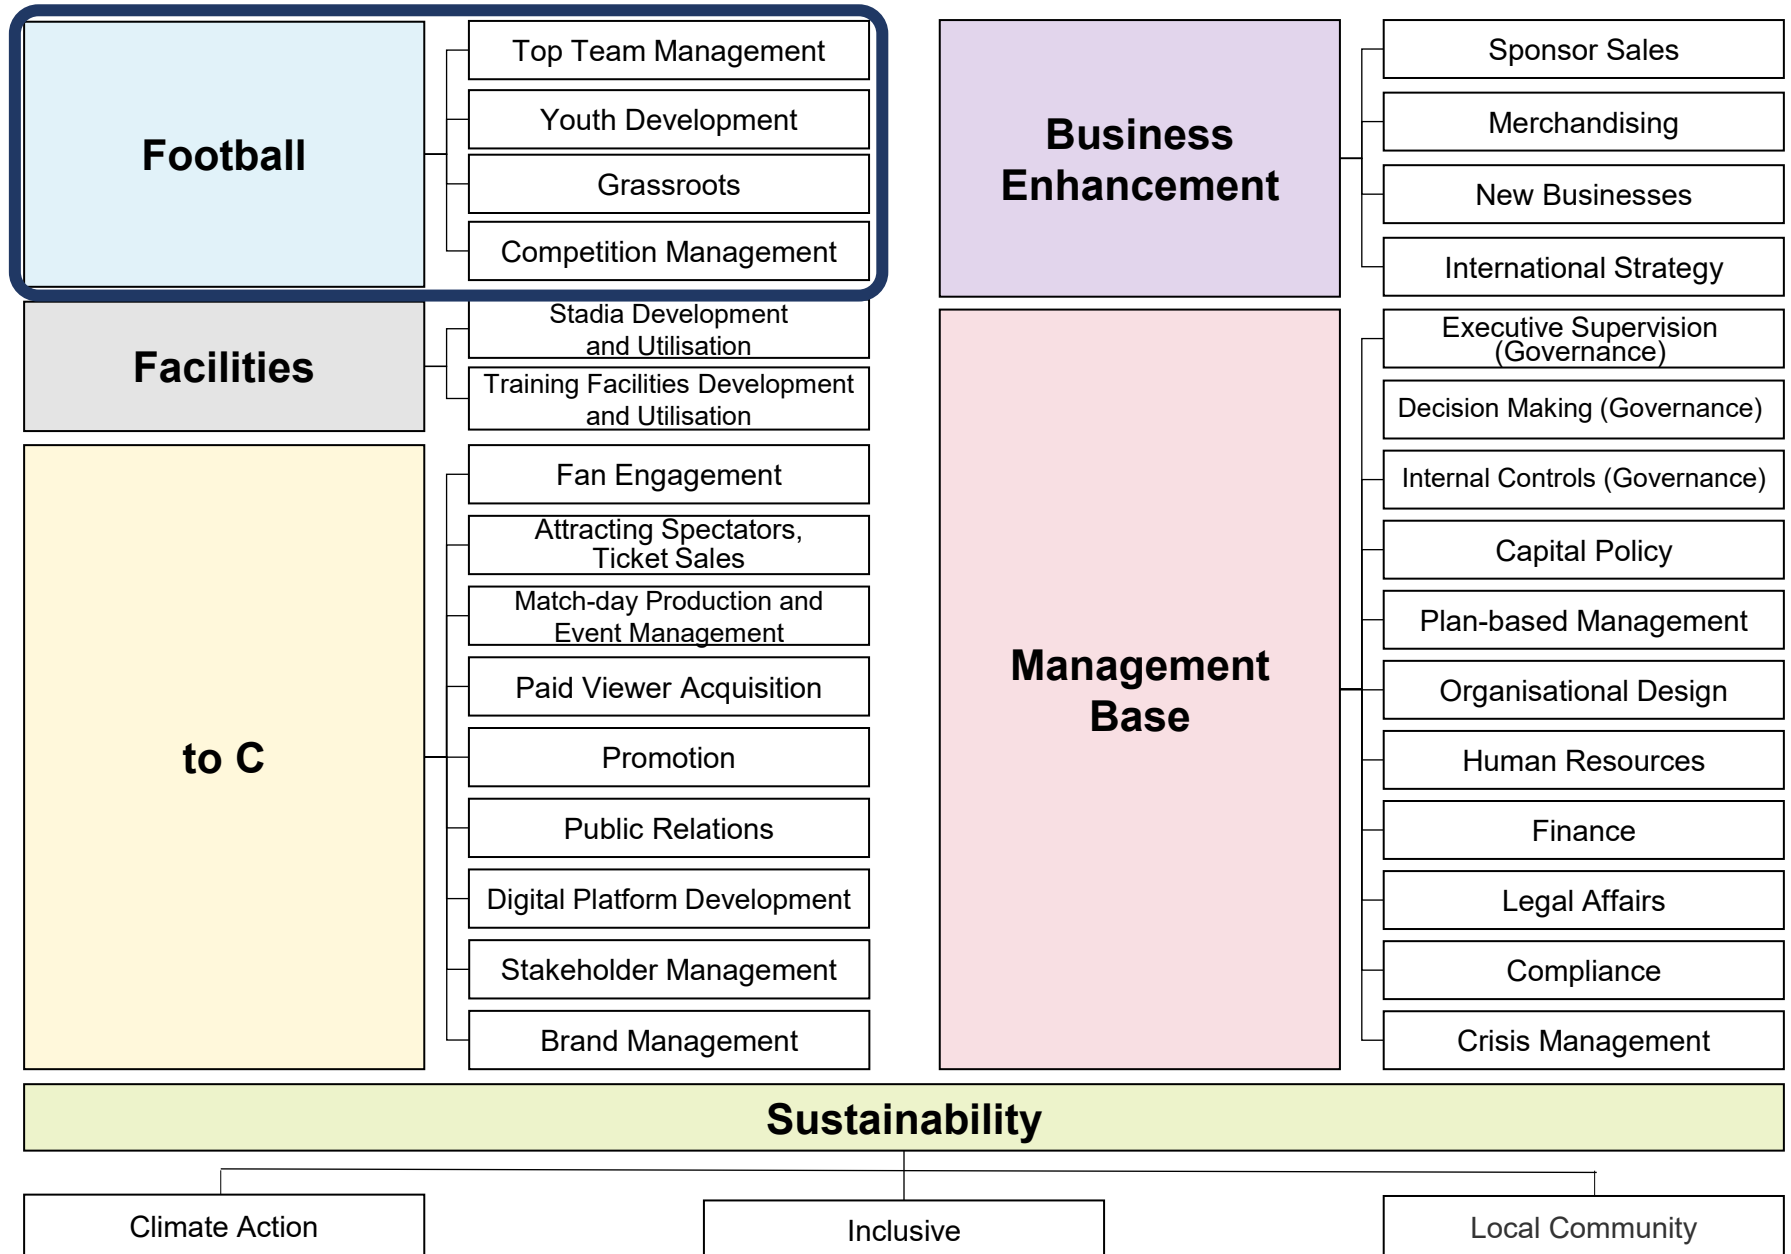 Football
Top Team Management
Youth Development
Grassroots
Competition Management
Facilities
Stadia Development
and Utilisation
Training Facilities Development
and Utilisation
to C
Fan Engagement
Attracting Spectators,
Ticket Sales
Match-day Production and
Event Management
Paid Viewer Acquisition
Promotion
Public Relations
Digital Platform Development
Stakeholder Management
Brand Management
Business
Enhancement
Sponsor Sales
Merchandising
New Businesses
International Strategy
Management
Base
Executive Supervision
(Governance)
Decision Making (Governance)
Internal Controls (Governance)
Capital Policy
Plan-based Management
Organisational Design
Human Resources
Finance
Legal Affairs
Compliance
Crisis Management
Sustainability
Climate Action
Inclusive
Local Community